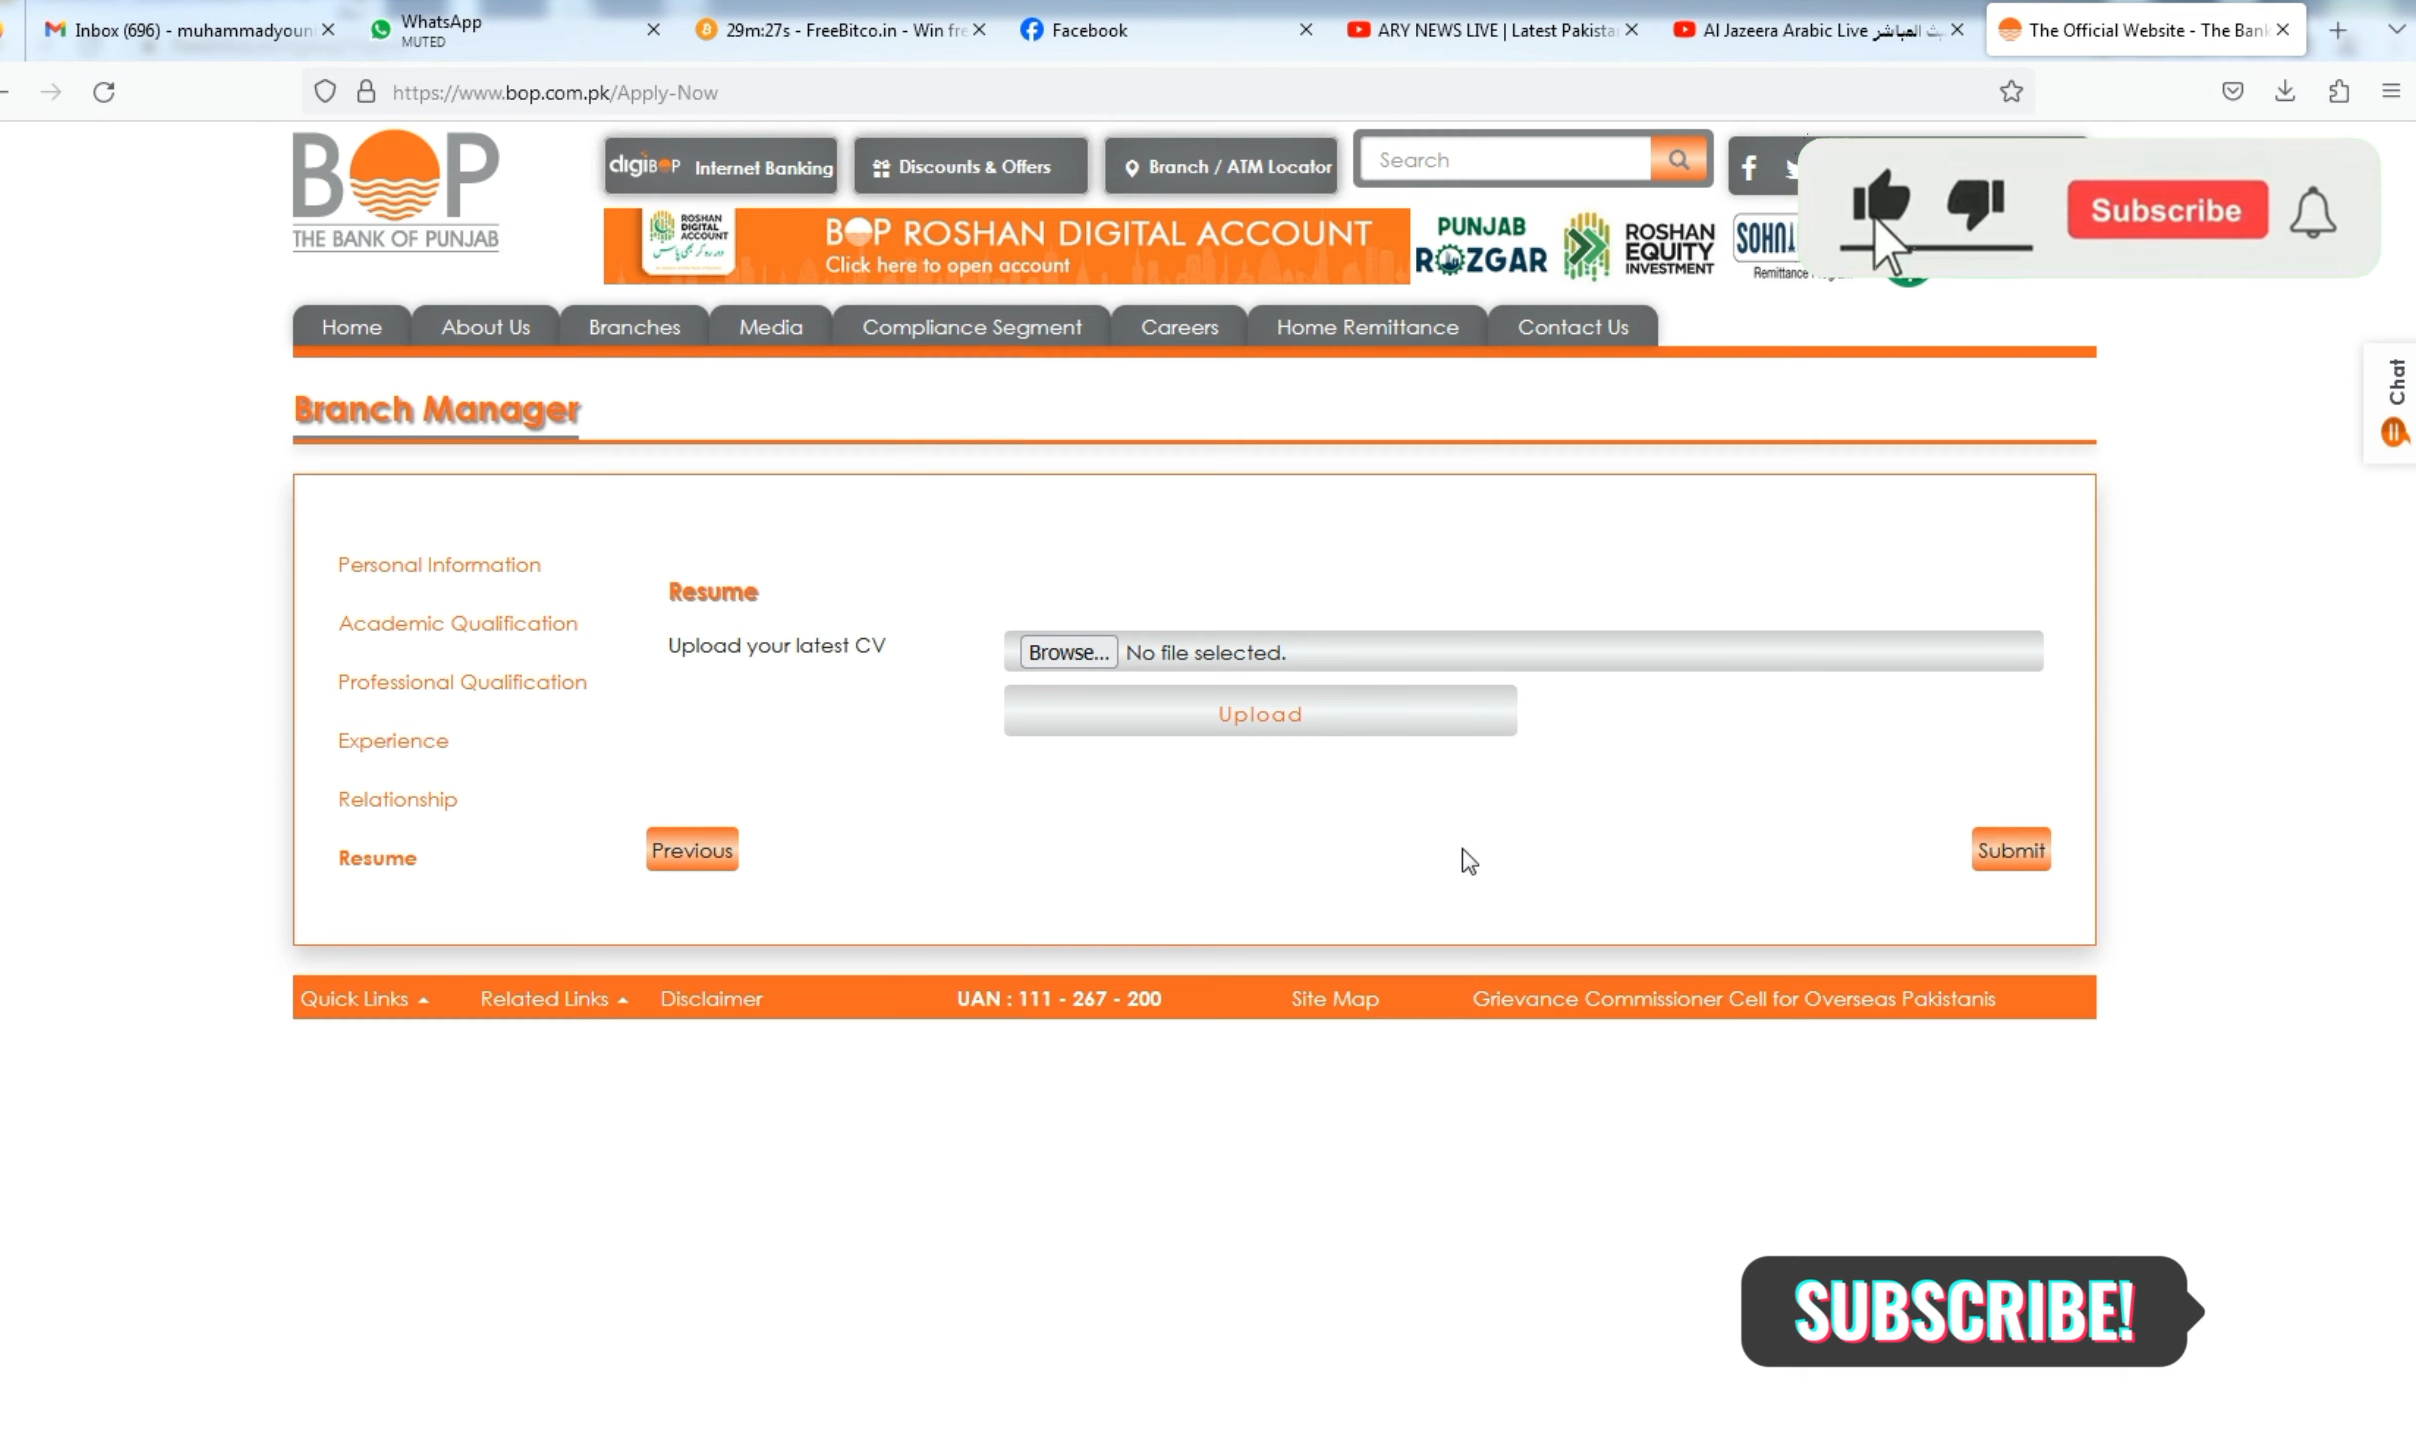 Inbox (696) - muhammadyoun
WhatsApp
MUTED
29m:27s - FreeBitco.in - Win fre
Facebook
ARY NEWS LIVE | Latest Pakista
Al Jazeera Arabic Live
The Official Website - The Bank
https://www.bop.com.pk/Apply-Now
BOP
THE BANK OF PUNJAB
digiBOP Internet Banking
Discounts & Offers
Branch / ATM Locator
Search
Subscribe
ROSHAN
DIGITAL
ACCOUNT
BOP ROSHAN DIGITAL ACCOUNT
Click here to open account
PUNJAB
ROZGAR
ROSHAN
EQUITY
INVESTMENT
Remittance
Home
About Us
Branches
Media
Compliance Segment
Careers
Home Remittance
Contact Us
Chat
Branch Manager
Personal Information
Academic Qualification
Professional Qualification
Experience
Relationship
Resume
Resume
Upload your latest CV
Browse... No file selected.
Upload
Previous
Submit
Quick Links
Related Links
Disclaimer
UAN : 111 - 267 - 200
Site Map
Grievance Commissioner Cell for Overseas Pakistanis
SUBSCRIBE!